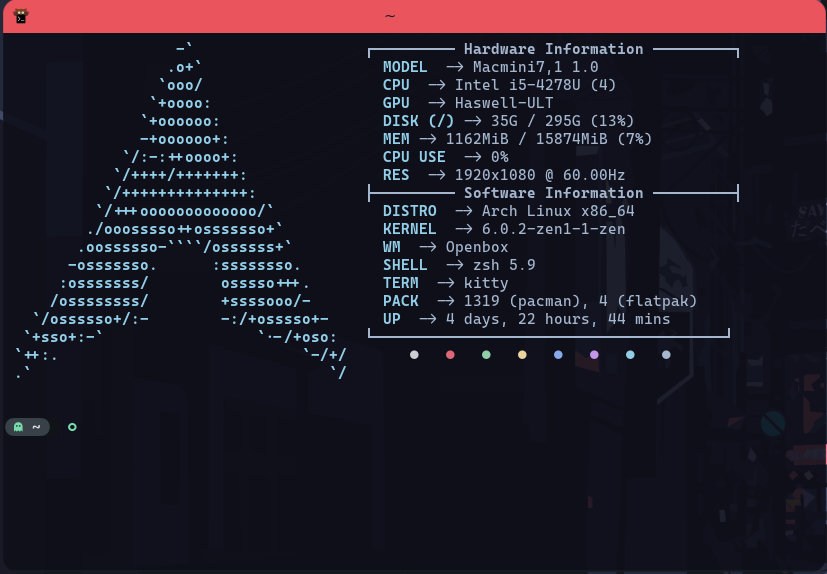 ~
Hardware Information
MODEL -> Macmini7,1 1.0
CPU -> Intel i5-4278U (4)
GPU -> Haswell-ULT
DISK (/) -> 35G / 295G (13%)
MEM -> 1162MiB / 15874MiB (7%)
CPU USE -> 0%
RES -> 1920x1080 @ 60.00Hz
Software Information
DISTRO -> Arch Linux x86_64
KERNEL -> 6.0.2-zen1-1-zen
WM -> Openbox
SHELL -> zsh 5.9
TERM -> kitty
PACK -> 1319 (pacman), 4 (flatpak)
UP -> 4 days, 22 hours, 44 mins
-`
.o+`
`ooo/
`+oooo:
`+oooooo:
-+oooooo+:
`/:-:++oooo+:
`/++++/+++++++:
`/++++++++++++++:
`/+++ooooooooooooo/`
./ooosssso++osssssso+`
.oossssso-````/ossssss+`
-osssssso. :ssssssso.
:osssssss/ osssso+++.
/ossssssss/ +ssssooo/-
`/ossssso+/:- -:/+osssso+-
`+sso+:-` `.-/+oso:
`++:. `-/+/
.` `/
~